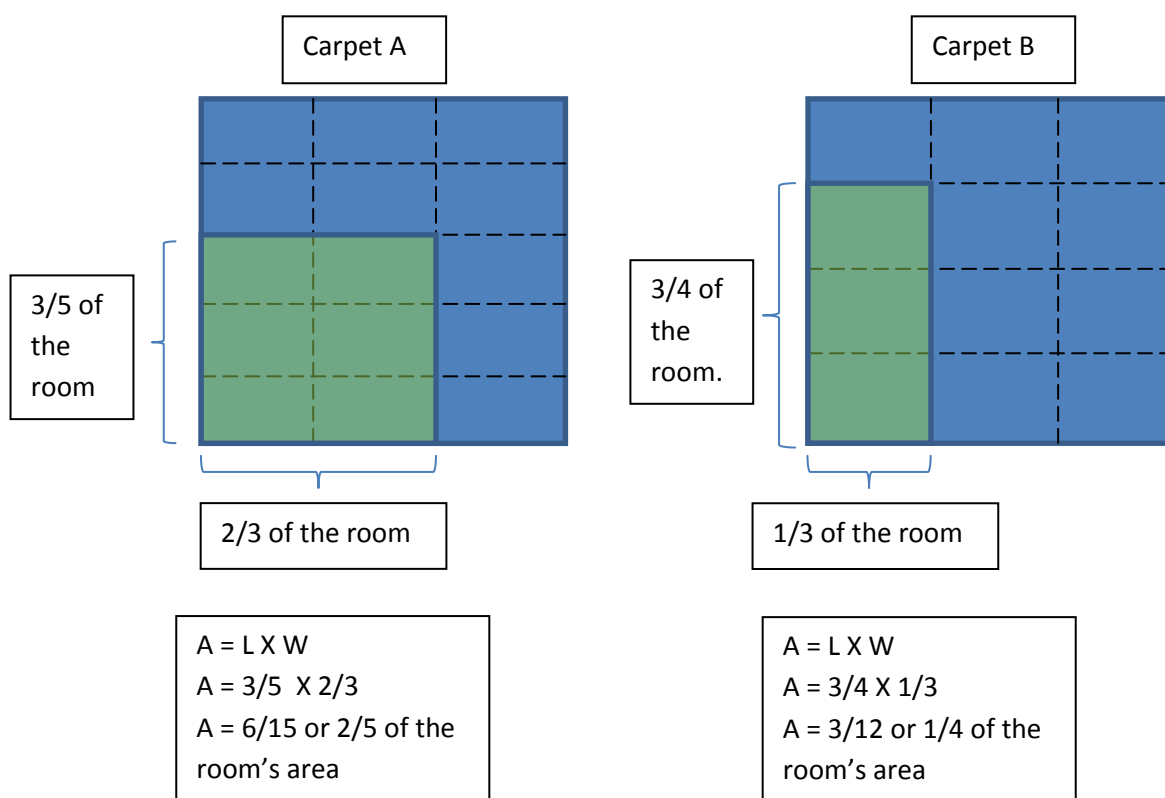 Carpet A
Carpet B
3/5 of
the
room
3/4 of
the
room.
2/3 of the room
1/3 of the room
A = L X W
A = 3/5  X 2/3
A = 6/15 or 2/5 of the
room’s area
A = L X W
A = 3/4 X 1/3
A = 3/12 or 1/4 of the
room’s area